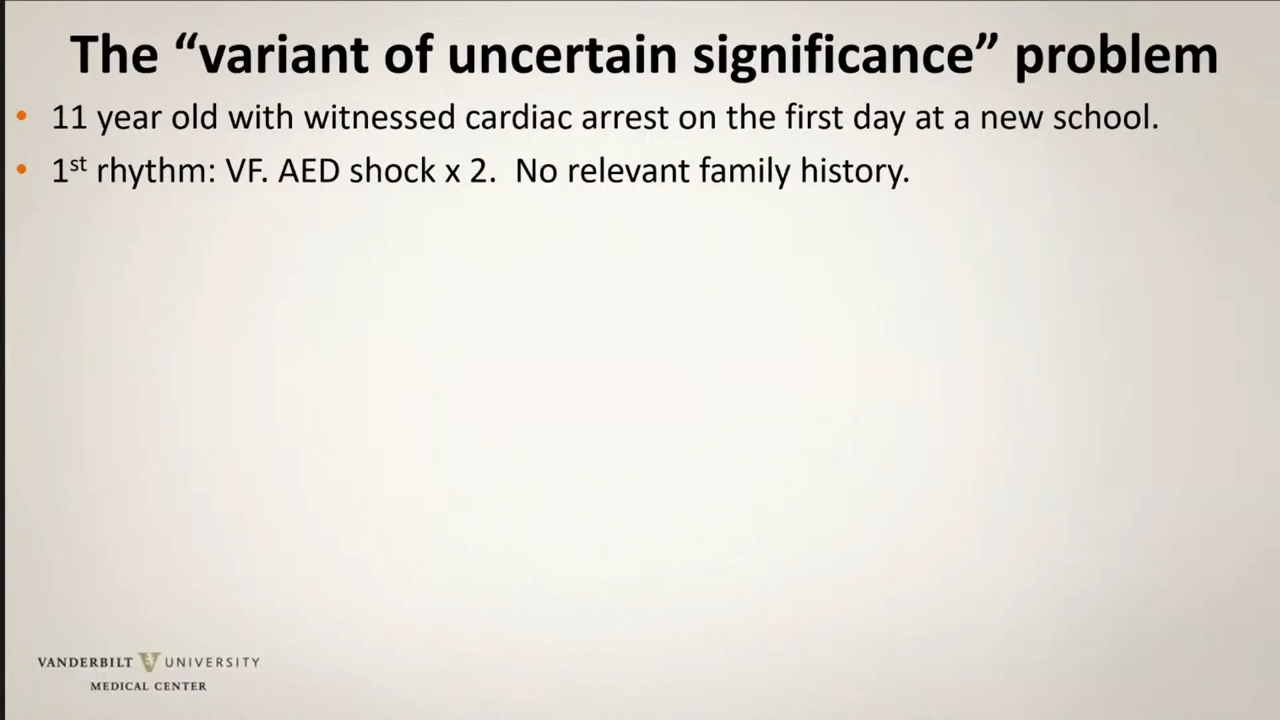 The “variant of uncertain significance” problem
• 11 year old with witnessed cardiac arrest on the first day at a new school.
• 1st rhythm: VF. AED shock x 2.  No relevant family history.
VANDERBILT UNIVERSITY
MEDICAL CENTER